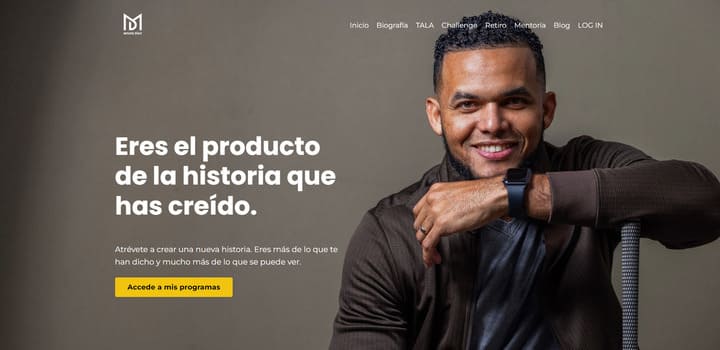 Inicio Biografía TALA Challenge Retiro Mentoría Blog LOG IN
Eres el producto
de la historia que
has creído.
Atrévete a crear una nueva historia. Eres más de lo que te
han dicho y mucho más de lo que se puede ver.
Accede a mis programas